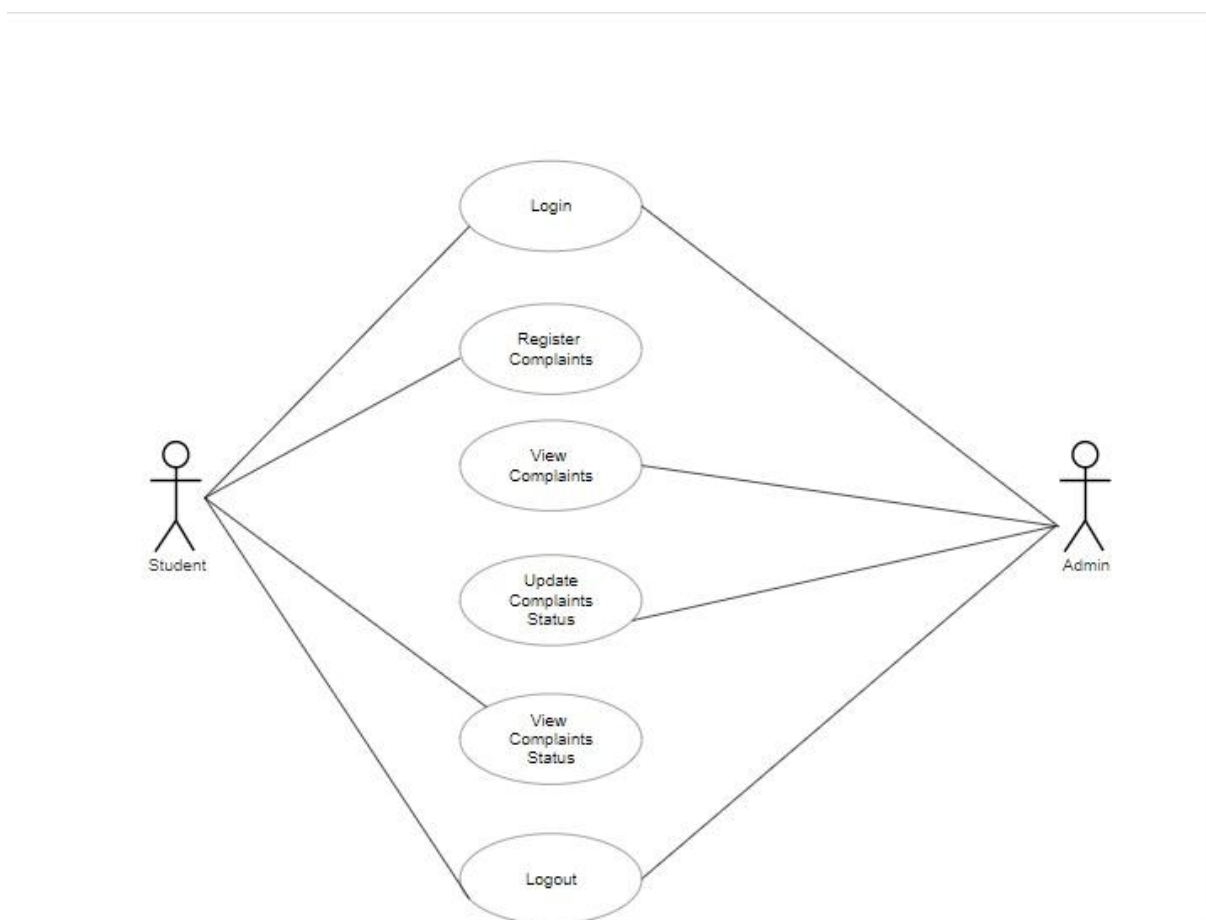 Login
Register
Complaints
View
Complaints
Student
Admin
Update
Complaints
Status
View
Complaints
Status
Logout